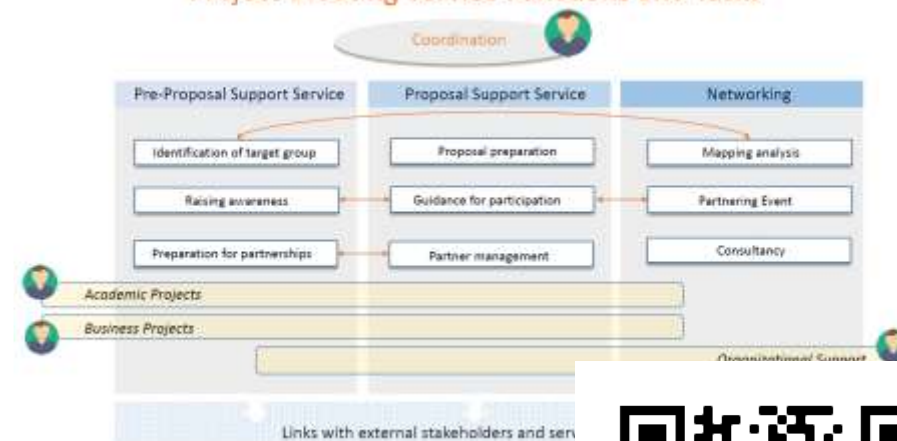 Coordination
Pre-Proposal Support Service
Proposal Support Service
Networking
Identification of target group
Proposal preparation
Mapping analysis
Raising awareness
Guidance for participation
Partnering Event
Preparation for partnerships
Partner management
Consultancy
Academic Projects
Business Projects
Organizational Support
Links with external stakeholders and